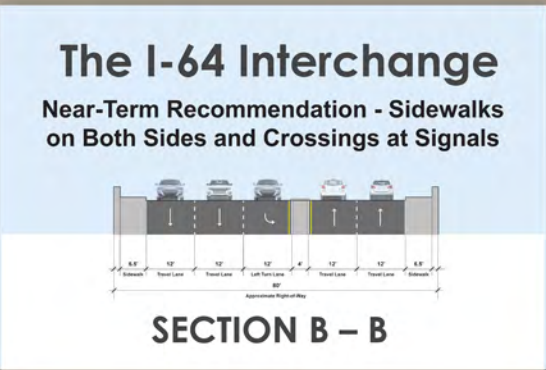 The I-64 Interchange
Near-Term Recommendation - Sidewalks
on Both Sides and Crossings at Signals
6.5' 12' 12' 12' 4' 12' 12' 6.5'
Sidewalk Travel Lane Travel Lane Left Turn Lane Travel Lane Travel Lane Sidewalk
80'
Approximate Right-of-Way
SECTION B – B